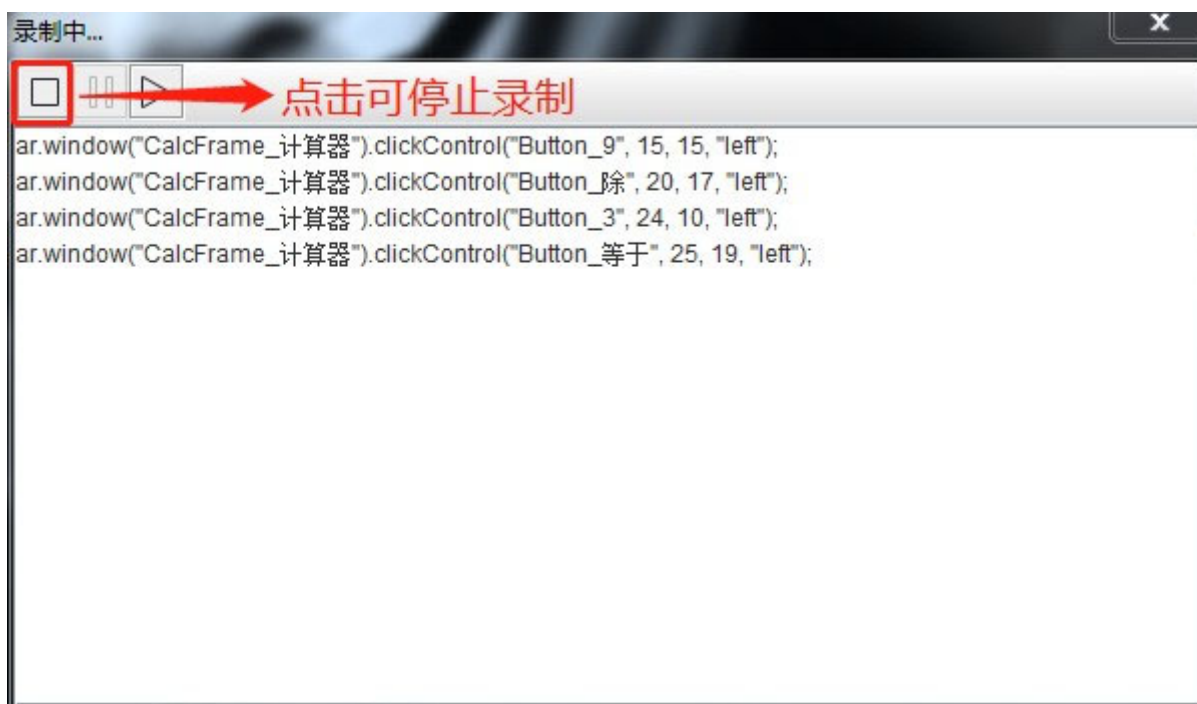 录制中...
点击可停止录制
ar.window("CalcFrame_计算器").clickControl("Button_9", 15, 15, "left");
ar.window("CalcFrame_计算器").clickControl("Button_除", 20, 17, "left");
ar.window("CalcFrame_计算器").clickControl("Button_3", 24, 10, "left");
ar.window("CalcFrame_计算器").clickControl("Button_等于", 25, 19, "left");